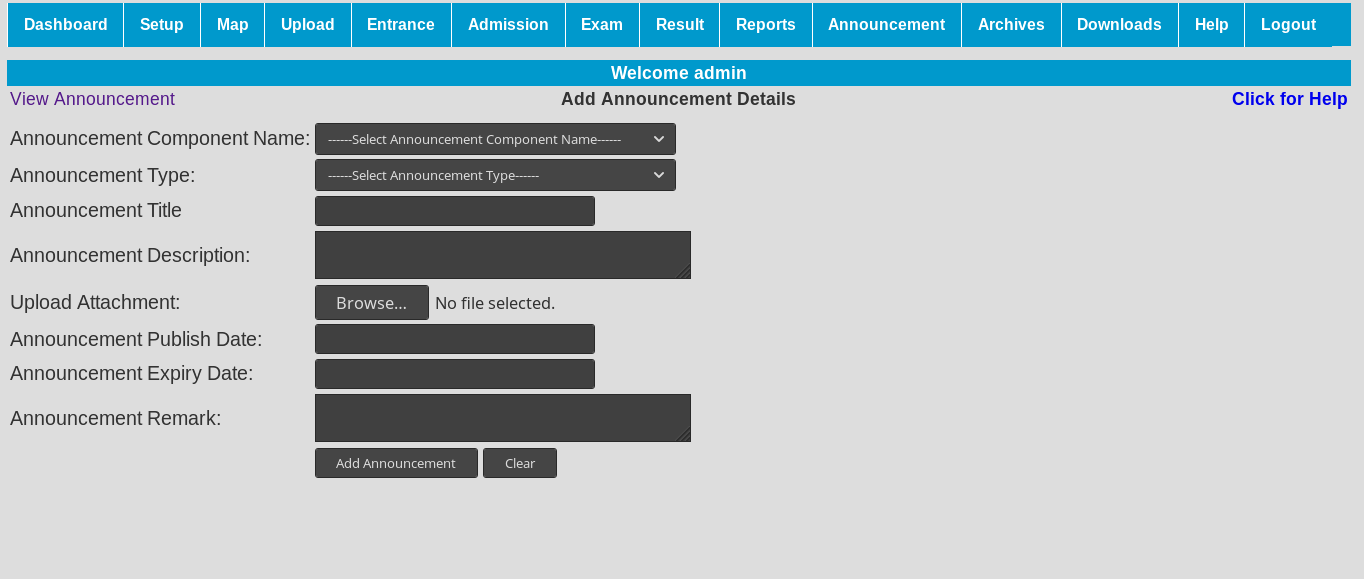 Dashboard Setup Map Upload Entrance Admission Exam Result Reports Announcement Archives Downloads Help Logout
Welcome admin
View Announcement Add Announcement Details Click for Help
Announcement Component Name: ------Select Announcement Component Name------
Announcement Type: ------Select Announcement Type------
Announcement Title
Announcement Description:
Upload Attachment: Browse... No file selected.
Announcement Publish Date:
Announcement Expiry Date:
Announcement Remark:
Add Announcement Clear